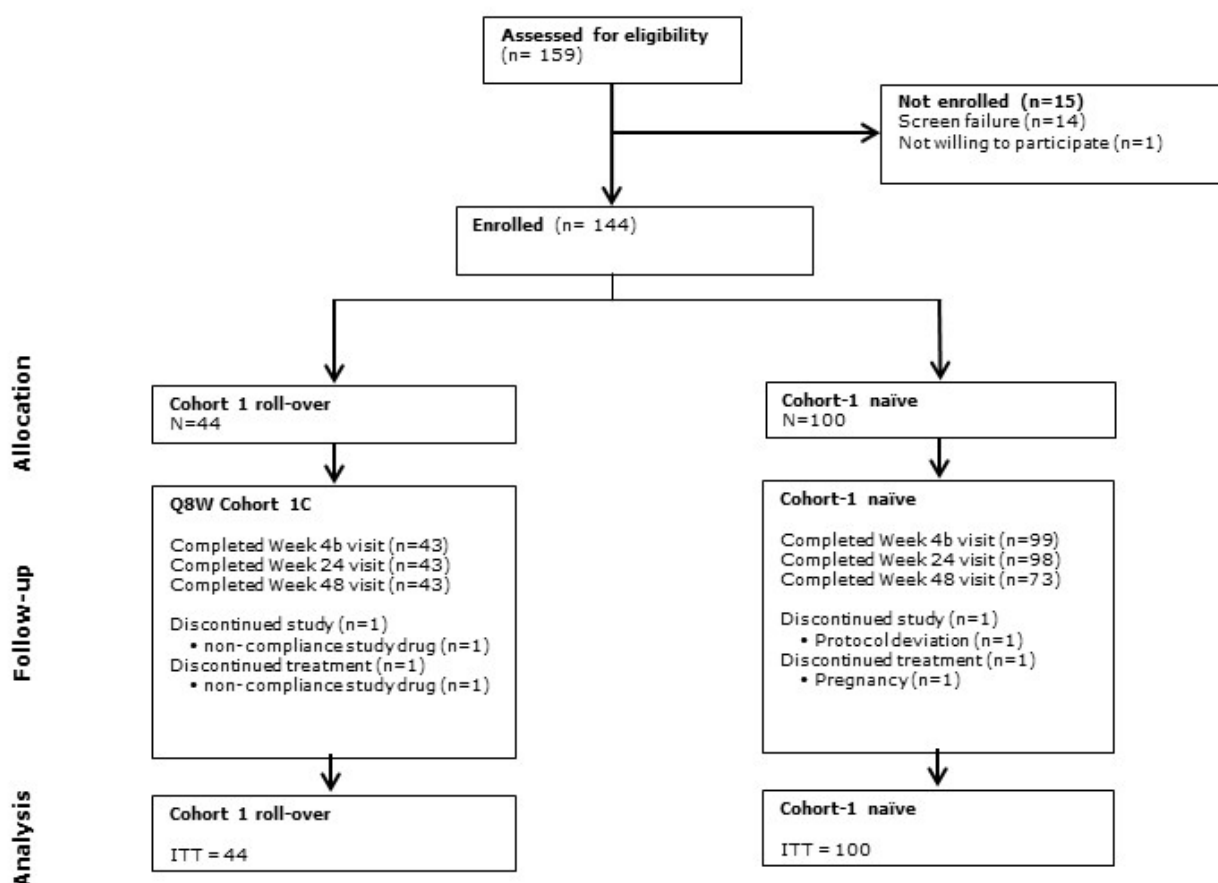 Assessed for eligibility
(n= 159)
Not enrolled (n=15)
Screen failure (n=14)
Not willing to participate (n=1)
Enrolled (n= 144)
Allocation
Cohort 1 roll-over
N=44
Cohort-1 naïve
N=100
Follow-up
Q8W Cohort 1C
Completed Week 4b visit (n=43)
Completed Week 24 visit (n=43)
Completed Week 48 visit (n=43)
Discontinued study (n=1)
• non-compliance study drug (n=1)
Discontinued treatment (n=1)
• non-compliance study drug (n=1)
Cohort-1 naïve
Completed Week 4b visit (n=99)
Completed Week 24 visit (n=98)
Completed Week 48 visit (n=73)
Discontinued study (n=1)
• Protocol deviation (n=1)
Discontinued treatment (n=1)
• Pregnancy (n=1)
Analysis
Cohort 1 roll-over
ITT = 44
Cohort-1 naïve
ITT = 100